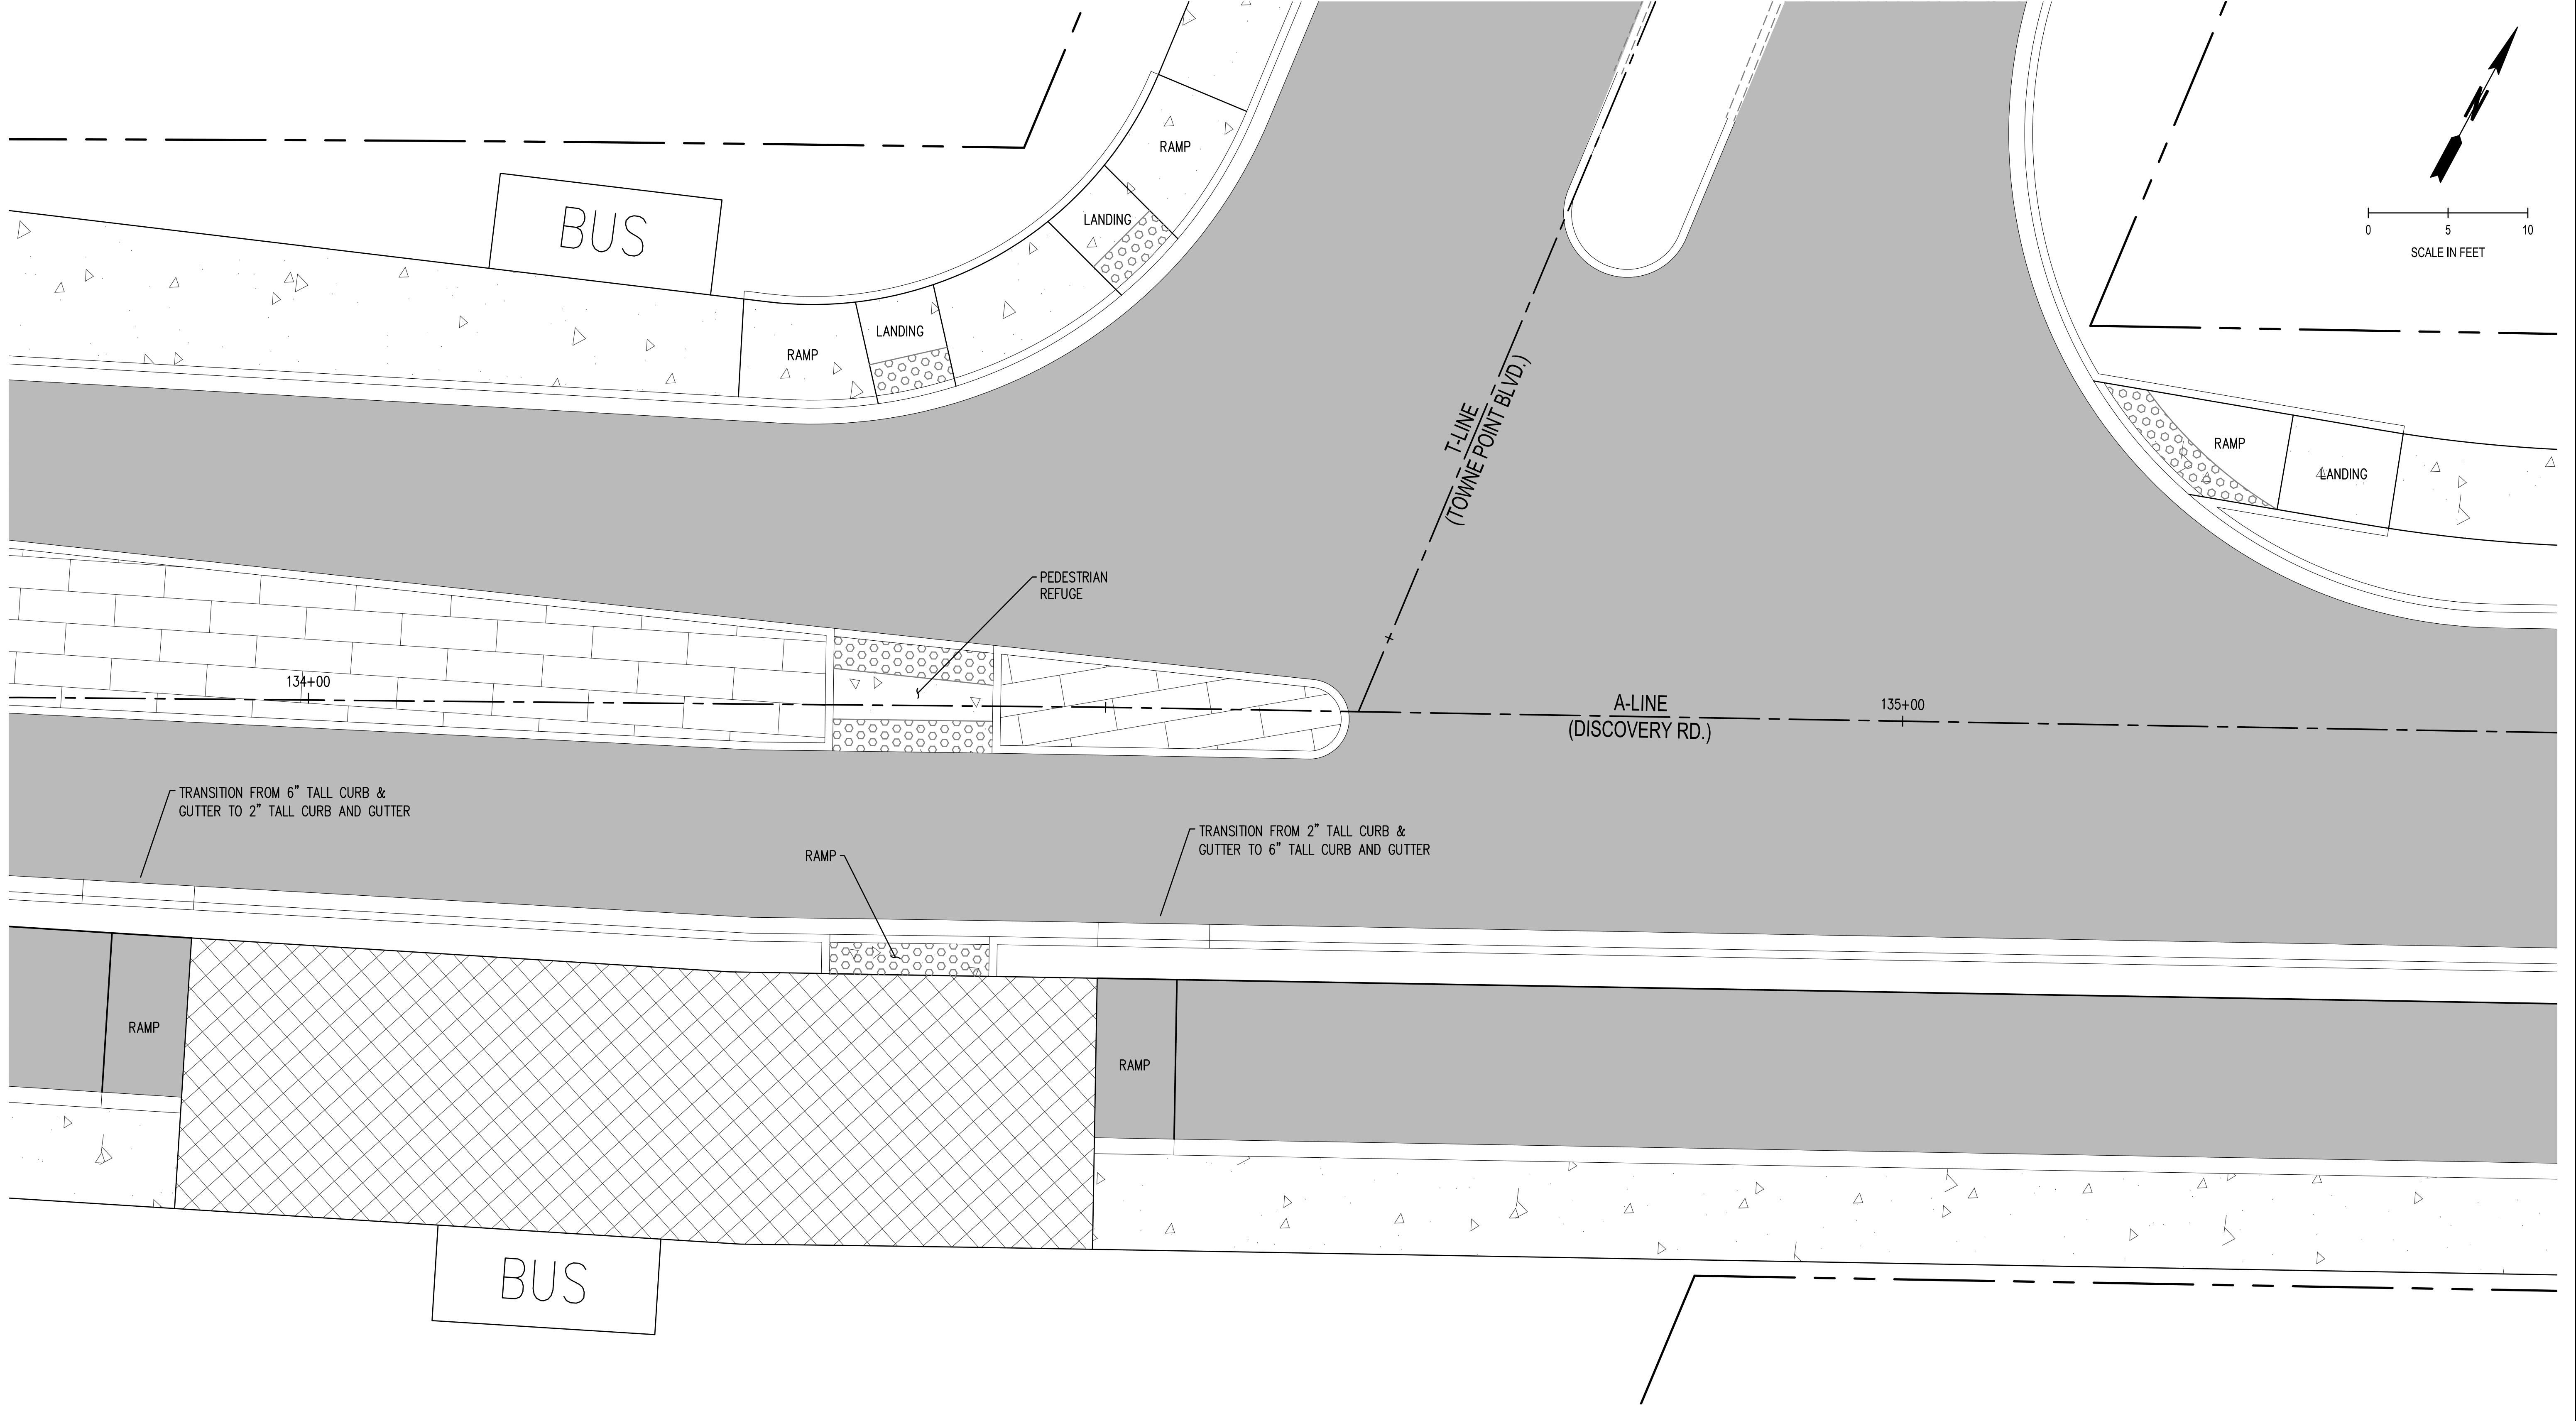 RAMP
LANDING
BUS
LANDING
RAMP
N
0 5 10
SCALE IN FEET
T-LINE
(TOWNE POINT BLVD.)
RAMP
LANDING
PEDESTRIAN
REFUGE
134+00
A-LINE
(DISCOVERY RD.)
135+00
TRANSITION FROM 6" TALL CURB &
GUTTER TO 2" TALL CURB AND GUTTER
RAMP
TRANSITION FROM 2" TALL CURB &
GUTTER TO 6" TALL CURB AND GUTTER
RAMP
RAMP
BUS